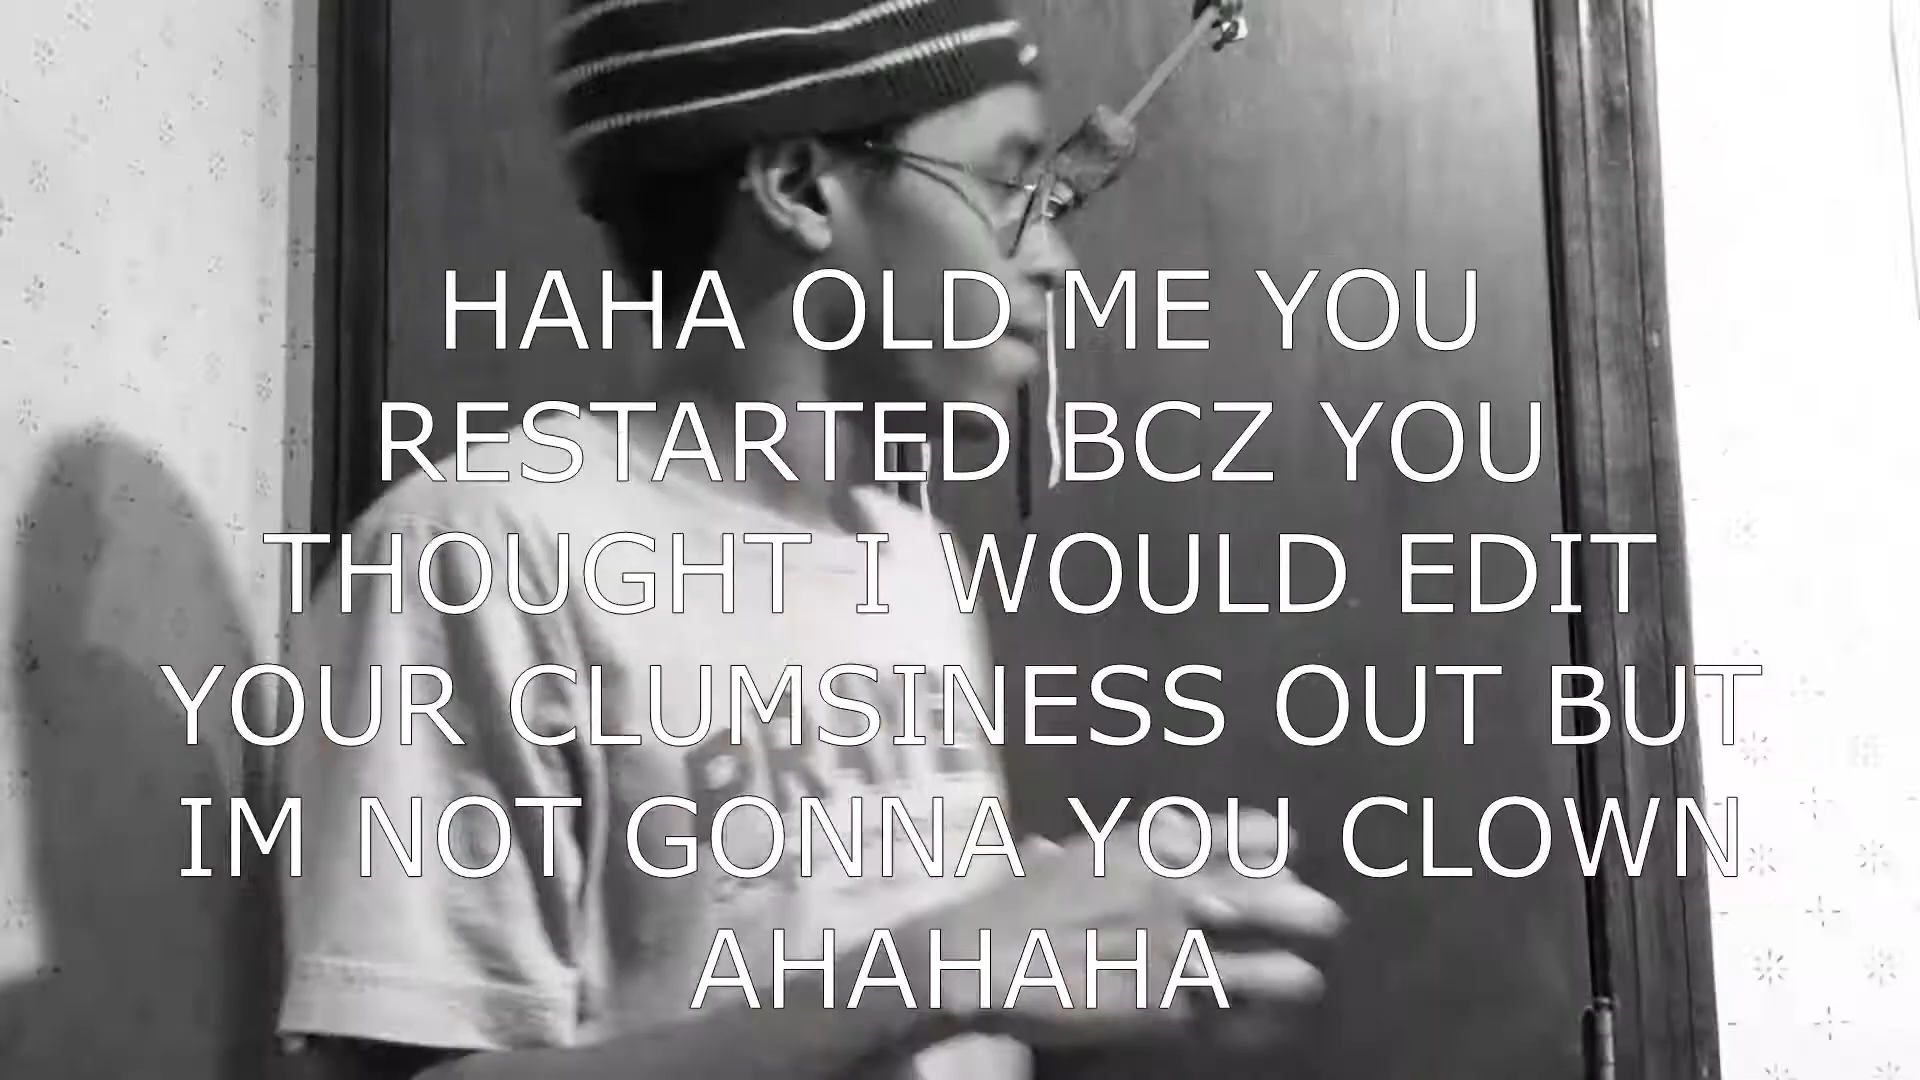 HAHA OLD ME YOU
RESTARTED BCZ YOU
THOUGHT I WOULD EDIT
YOUR CLUMSINESS OUT BUT
IM NOT GONNA YOU CLOWN
AHAHAHA